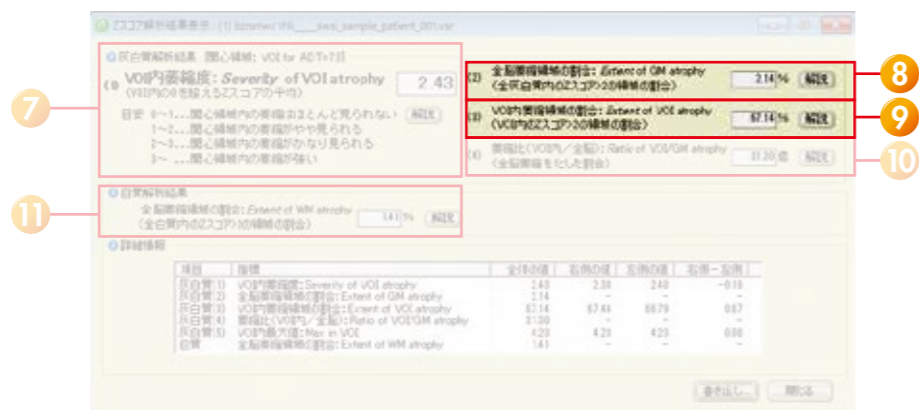 Zスコア解析結果表示:
灰白質解析結果 [関心領域: VOI for AD(T>73)]
(1) VOI内萎縮度: Severity of VOI atrophy 2.43
(VOI内の0を超えるZスコアの平均)
目安 0~1...関心領域内の萎縮はほとんど見られない 解説
1~2...関心領域内の萎縮がやや見られる
2~3...関心領域内の萎縮がかなり見られる
3~ ...関心領域内の萎縮が強い
7
(2) 全脳萎縮領域の割合: Extent of GM atrophy 2.14 % 解説
(全灰白質内のZスコア>2の領域の割合)
8
(3) VOI内萎縮領域の割合: Extent of VOI atrophy 67.14 % 解説
(VOI内のZスコア>2の領域の割合)
9
(4) 萎縮比(VOI内/全脳): Ratio of VOI/GM atrophy 31.30 倍 解説
10
白質解析結果
全脳萎縮領域の割合: Extent of WM atrophy 1.41 % 解説
(全白質内のZスコア>2の領域の割合)
11
詳細情報
項目 指標 全体の値 右側の値 左側の値 右側-左側
灰白質1) VOI内萎縮度: Severity of VOI atrophy 2.43
灰白質2) 全脳萎縮領域の割合: Extent of GM atrophy 2.14 - - -
灰白質3) VOI内萎縮領域の割合: Extent of VOI atrophy 67.14 67.46 66.79 0.67
灰白質4) 萎縮比(VOI内/全脳): Ratio of VOI/GM atrophy 31.30 - - -
灰白質5) VOI内最大値: Max in VOI 4.23 4.23 4.23 0.00
白質 全脳萎縮領域の割合: Extent of WM atrophy 1.41 - - -
書き出し... 閉じる